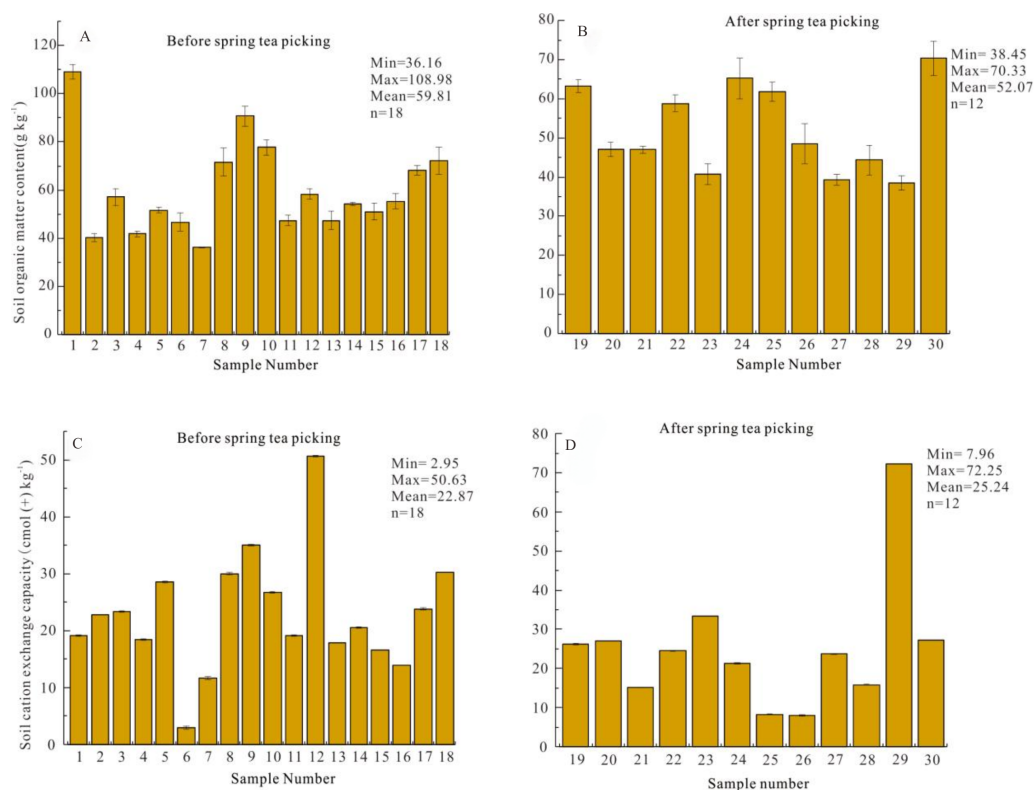 A
Before spring tea picking
Min=36.16
Max=108.98
Mean=59.81
n=18
Soil organic matter content(g kg-1)
120
100
80
60
40
20
0
1 2 3 4 5 6 7 8 9 10 11 12 13 14 15 16 17 18
Sample Number
B
After spring tea picking
Min= 38.45
Max=70.33
Mean=52.07
n=12
80
70
60
50
40
30
20
10
0
19 20 21 22 23 24 25 26 27 28 29 30
Sample Number
C
Before spring tea picking
Min= 2.95
Max=50.63
Mean=22.87
n=18
Soil cation exchange capacity (cmol (+) kg-1)
50
40
30
20
10
0
1 2 3 4 5 6 7 8 9 10 11 12 13 14 15 16 17 18
Sample Number
D
After spring tea picking
Min= 7.96
Max=72.25
Mean=25.24
n=12
80
70
60
50
40
30
20
10
0
19 20 21 22 23 24 25 26 27 28 29 30
Sample number